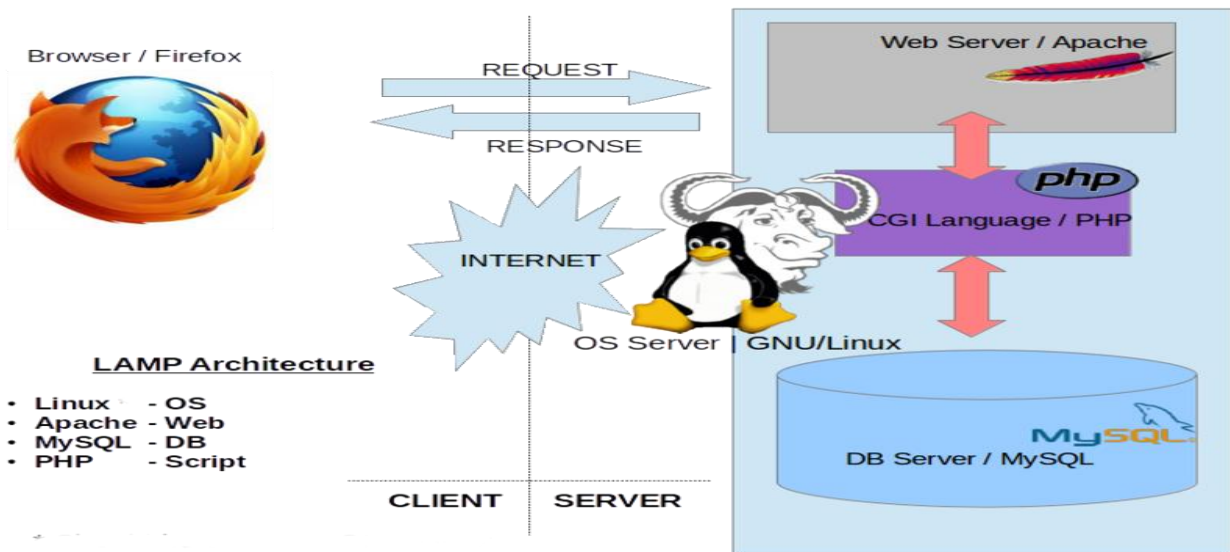 Browser / Firefox
REQUEST
RESPONSE
INTERNET
Web Server / Apache
php
CGI Language / PHP
OS Server | GNU/Linux
MySQL
DB Server / MySQL
LAMP Architecture
• Linux - OS
• Apache - Web
• MySQL - DB
• PHP - Script
CLIENT SERVER